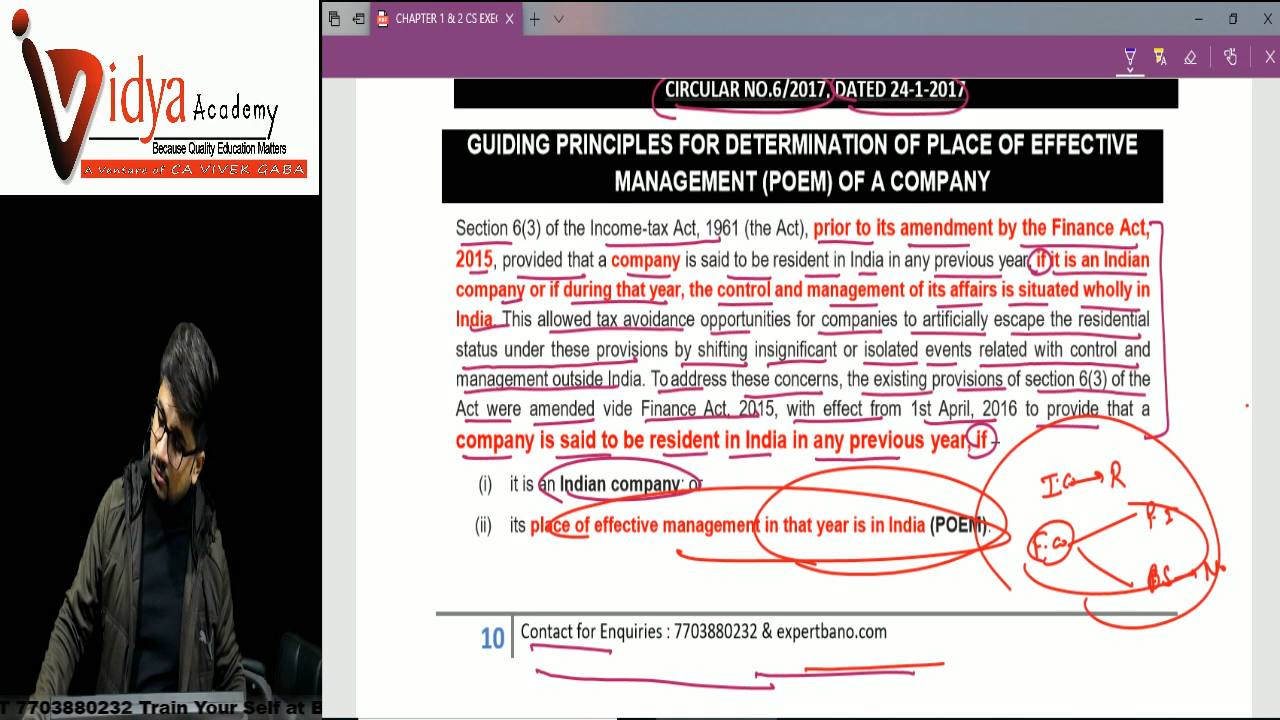 Vidya Academy
Because Quality Education Matters
A Venture of CA VIVEK GABA
CHAPTER 1 & 2 CS EXEC
CIRCULAR NO.6/2017, DATED 24-1-2017
GUIDING PRINCIPLES FOR DETERMINATION OF PLACE OF EFFECTIVE
MANAGEMENT (POEM) OF A COMPANY
Section 6(3) of the Income-tax Act, 1961 (the Act), prior to its amendment by the Finance Act,
2015, provided that a company is said to be resident in India in any previous year, if it is an Indian
company or if during that year, the control and management of its affairs is situated wholly in
India. This allowed tax avoidance opportunities for companies to artificially escape the residential
status under these provisions by shifting insignificant or isolated events related with control and
management outside India. To address these concerns, the existing provisions of section 6(3) of the
Act were amended vide Finance Act, 2015, with effect from 1st April, 2016 to provide that a
company is said to be resident in India in any previous year, if –
(i) it is an Indian company; or
(ii) its place of effective management in that year is in India (POEM).
I.Co → R
F.Co
10 Contact for Enquiries : 7703880232 & expertbano.com
T 7703880232 Train Your Self at E